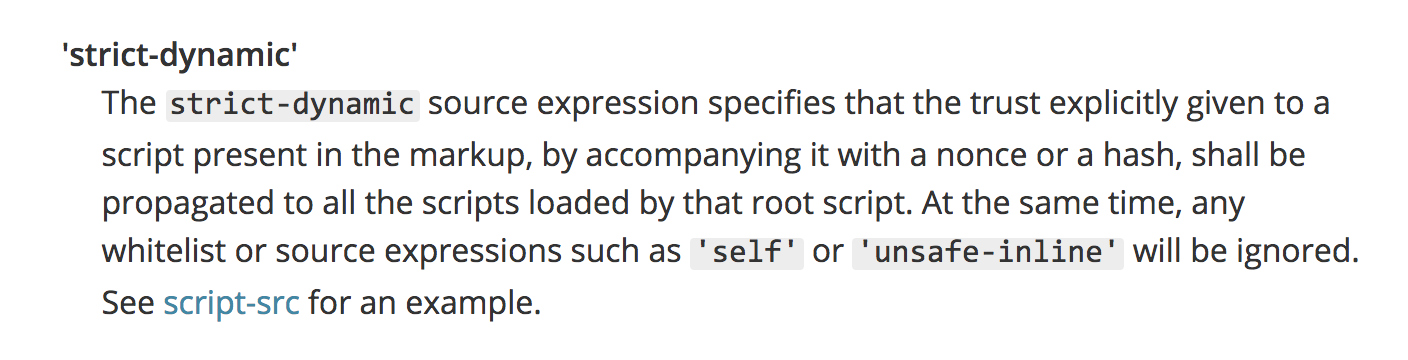 'strict-dynamic'
The strict-dynamic source expression specifies that the trust explicitly given to a
script present in the markup, by accompanying it with a nonce or a hash, shall be
propagated to all the scripts loaded by that root script. At the same time, any
whitelist or source expressions such as 'self' or 'unsafe-inline' will be ignored.
See script-src for an example.